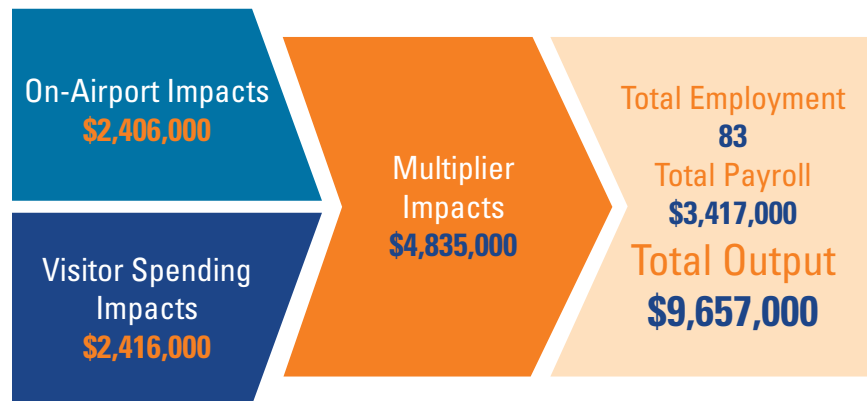 On-Airport Impacts
$2,406,000
Visitor Spending
Impacts
$2,416,000
Multiplier
Impacts
$4,835,000
Total Employment
83
Total Payroll
$3,417,000
Total Output
$9,657,000